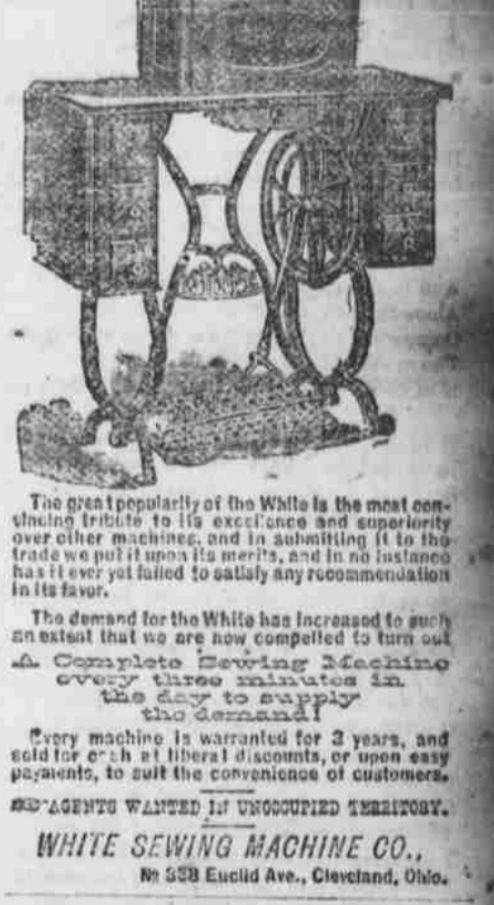 The great popularity of the White is the most con-
vincing tribute to its excellence and superiority
over other machines, and in submitting it to the
trade we put it upon its merits, and in no instance
has it ever yet failed to satisfy any recommendation
in its favor.
The demand for the White has increased to such
an extent that we are now compelled to turn out
A Complete Sewing Machine
every three minutes in
the day to supply
the demand!
Every machine is warranted for 3 years, and
sold for cash at liberal discounts, or upon easy
payments, to suit the convenience of customers.
AGENTS WANTED IN UNOCCUPIED TERRITORY.
WHITE SEWING MACHINE CO.,
No 358 Euclid Ave., Cleveland, Ohio.